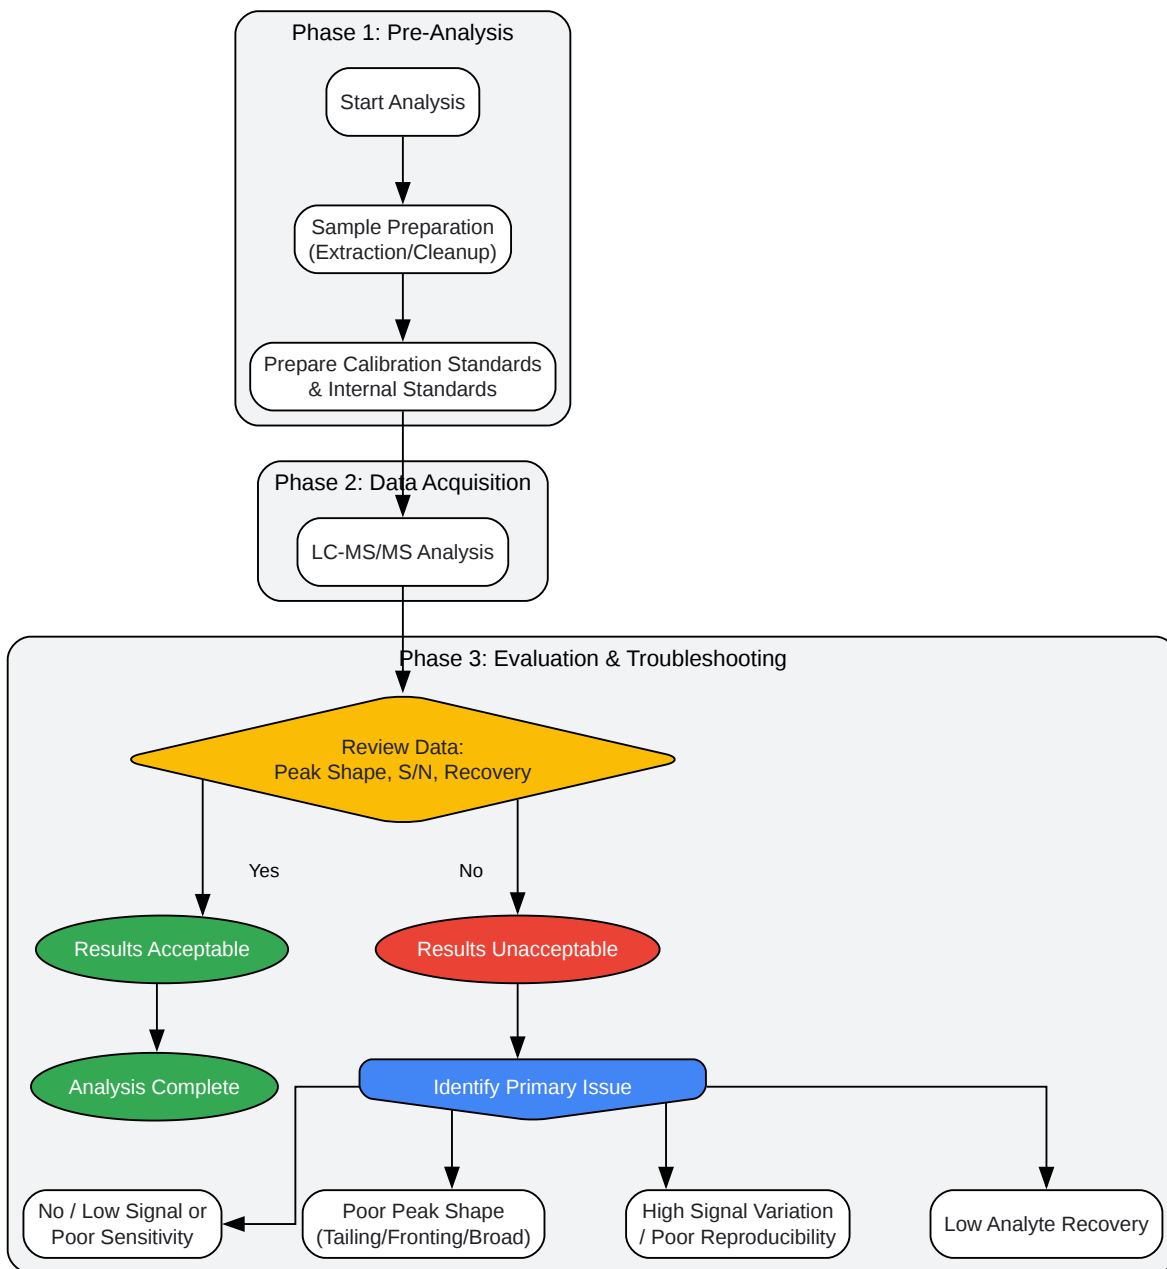 Phase 1: Pre-Analysis
Start Analysis
Sample Preparation
(Extraction/Cleanup)
Prepare Calibration Standards
& Internal Standards
Phase 2: Data Acquisition
LC-MS/MS Analysis
Phase 3: Evaluation & Troubleshooting
Review Data:
Peak Shape, S/N, Recovery
Yes
No
Results Acceptable
Results Unacceptable
Analysis Complete
Identify Primary Issue
No / Low Signal or
Poor Sensitivity
Poor Peak Shape
(Tailing/Fronting/Broad)
High Signal Variation
/ Poor Reproducibility
Low Analyte Recovery